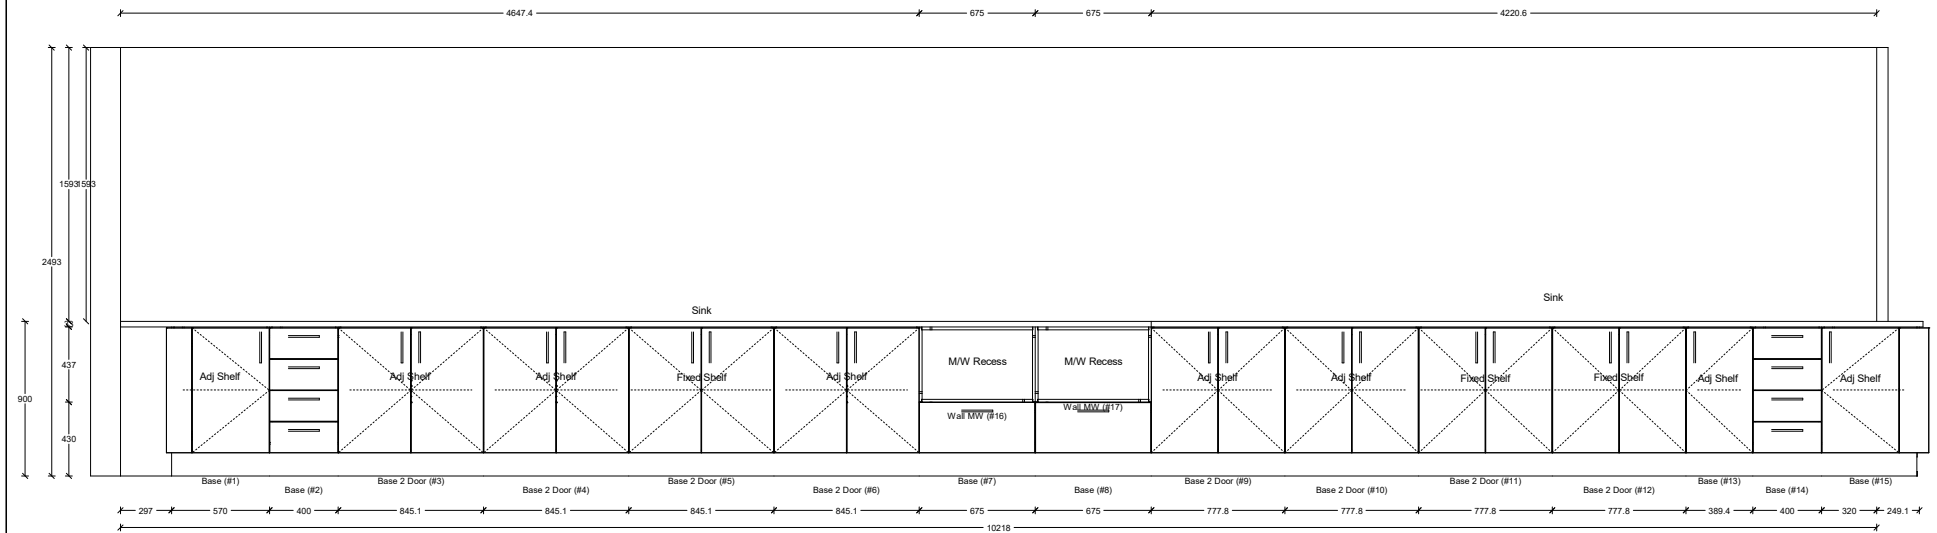 4647.4 675 675 4220.6
1593 1593
2493
Sink
Sink
437
900
430
Adj Shelf
Adj Shelf
Adj Shelf
Fixed Shelf
Adj Shelf
M/W Recess
M/W Recess
Adj Shelf
Adj Shelf
Fixed Shelf
Fixed Shelf
Adj Shelf
Adj Shelf
Wall MW (#16)
Wall MW (#17)
Base (#1)
Base (#2)
Base 2 Door (#3)
Base 2 Door (#4)
Base 2 Door (#5)
Base 2 Door (#6)
Base (#7)
Base (#8)
Base 2 Door (#9)
Base 2 Door (#10)
Base 2 Door (#11)
Base 2 Door (#12)
Base (#13)
Base (#14)
Base (#15)
297 570 400 845.1 845.1 845.1 845.1 675 675 777.8 777.8 777.8 777.8 389.4 400 320 249.1
10218